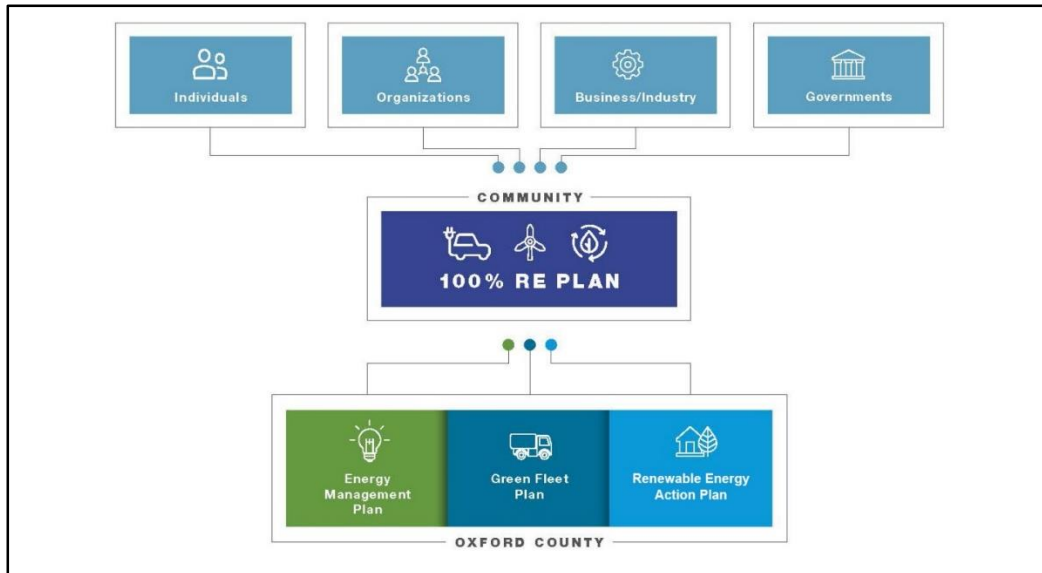 Individuals
Organizations
Business/Industry
Governments
COMMUNITY
100% RE PLAN
Energy
Management
Plan
Green Fleet
Plan
Renewable Energy
Action Plan
OXFORD COUNTY